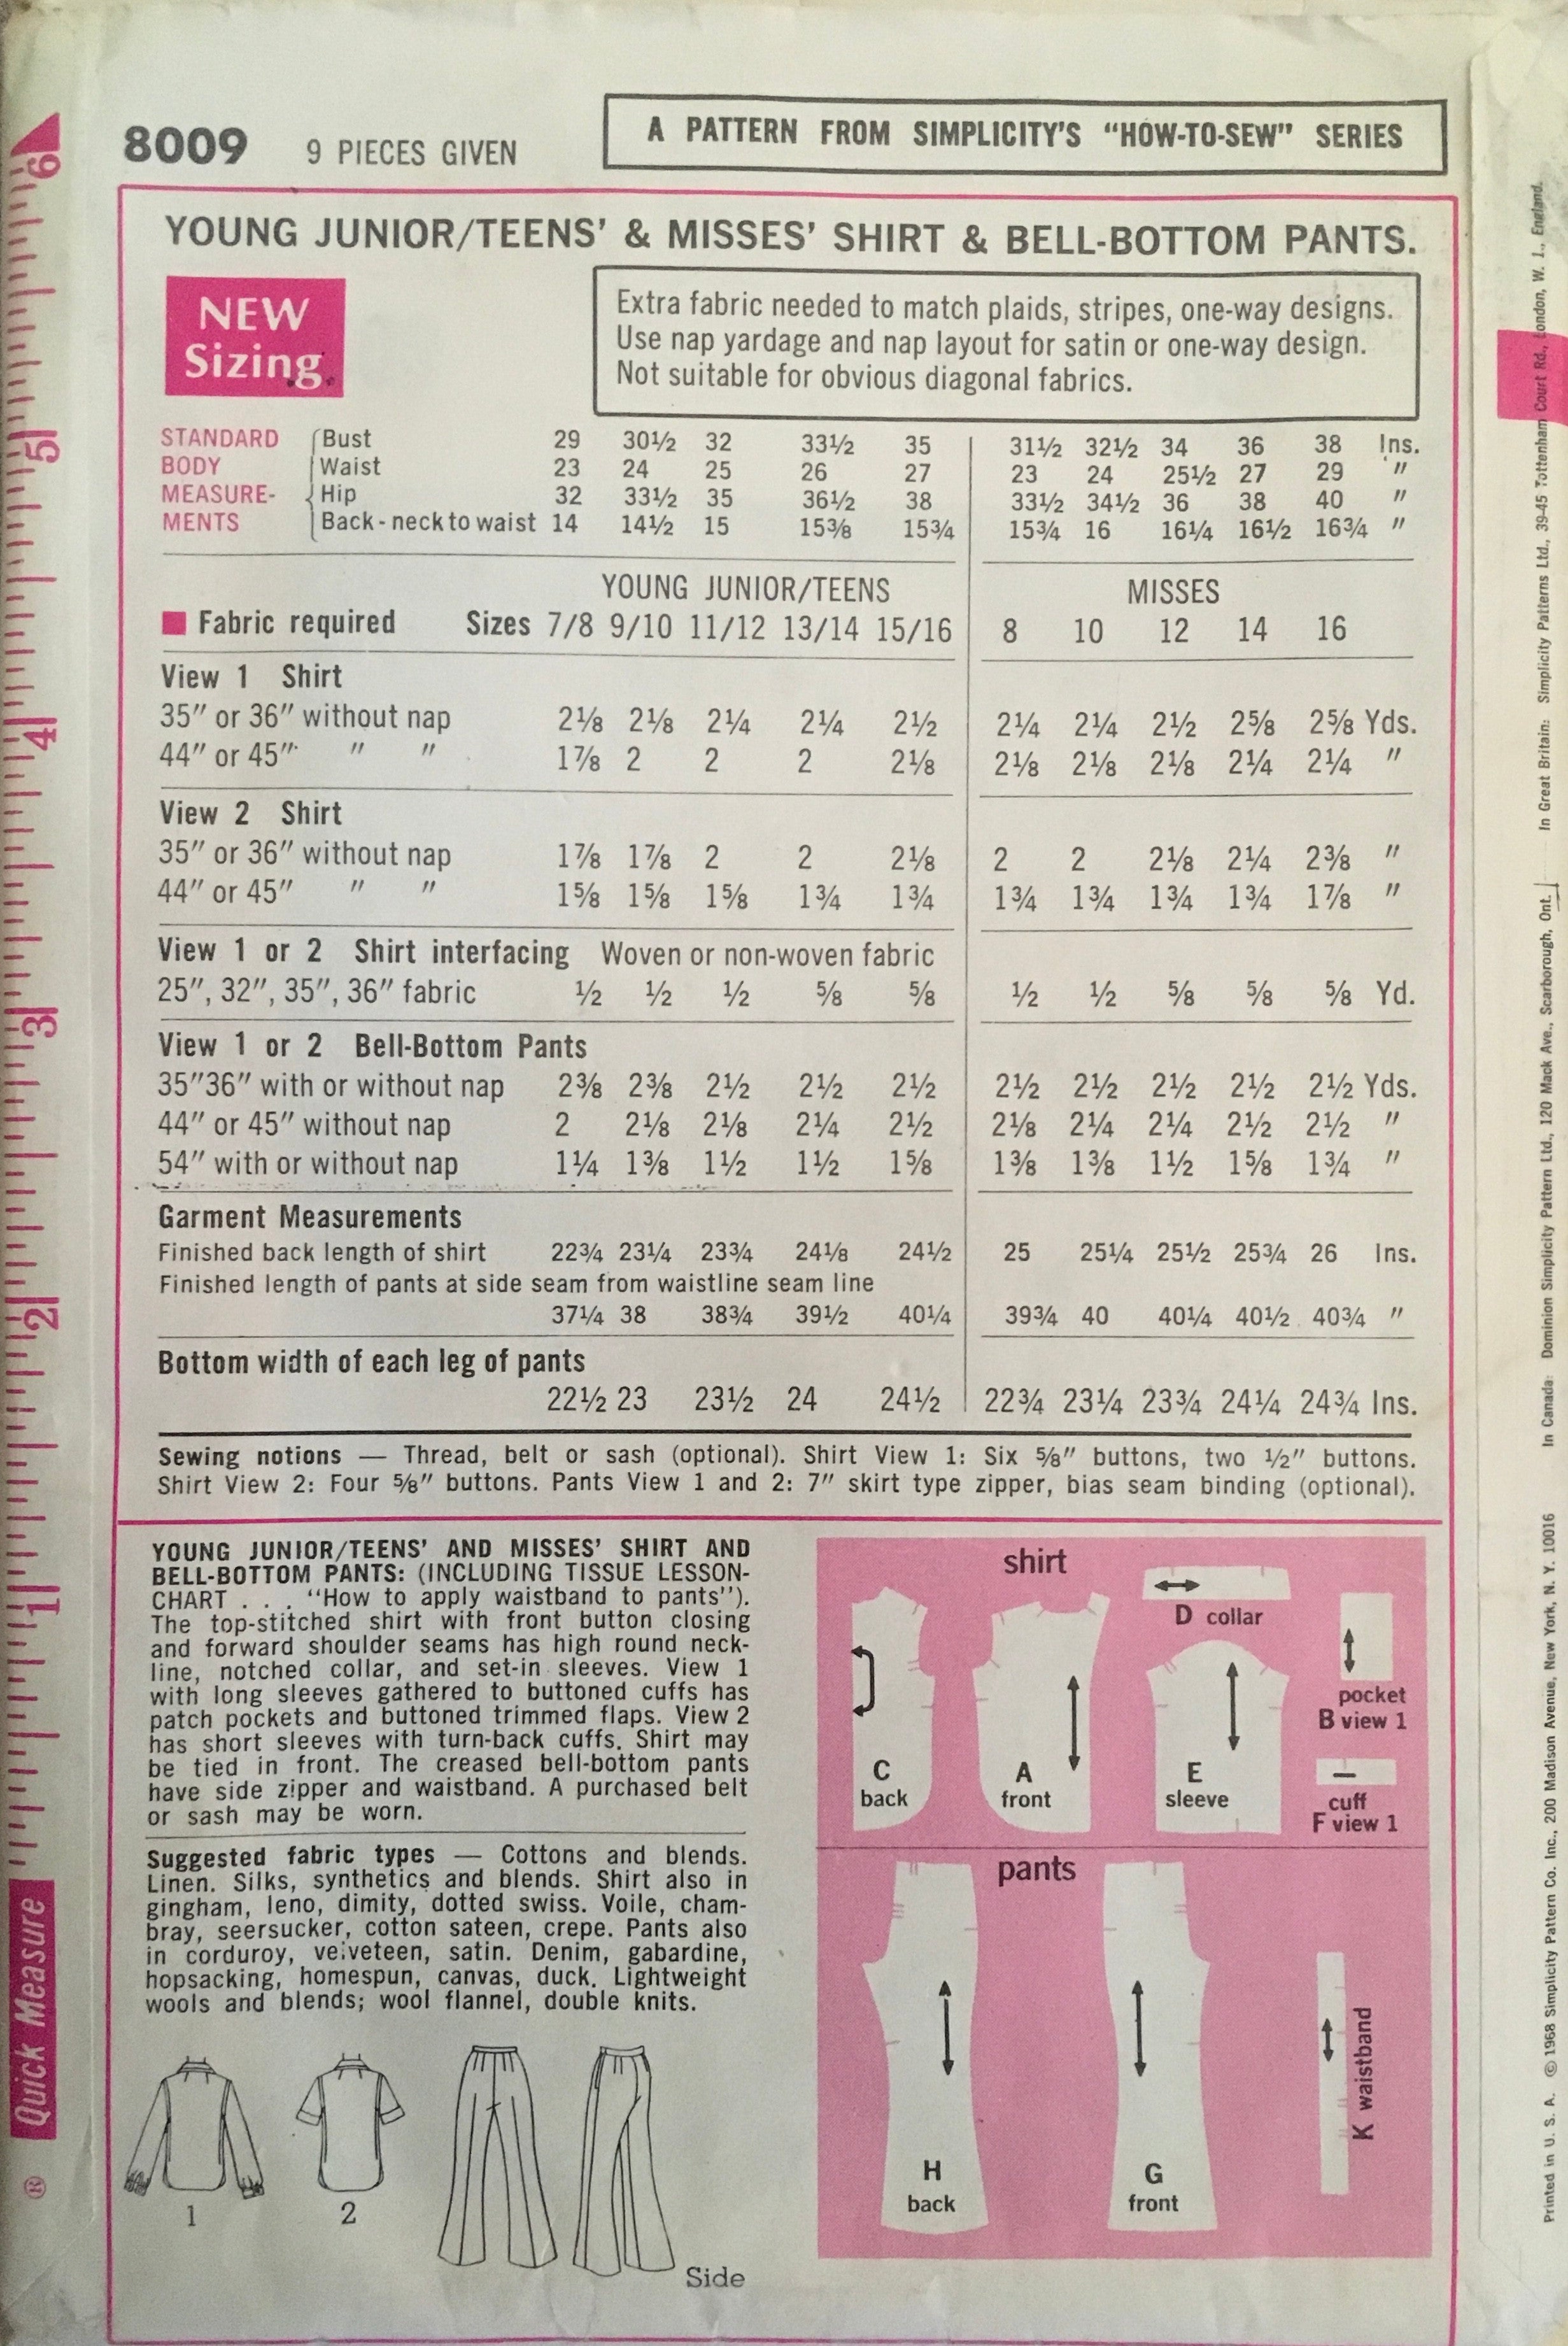 8009 9 PIECES GIVEN
A PATTERN FROM SIMPLICITY'S "HOW-TO-SEW" SERIES
YOUNG JUNIOR/TEENS' & MISSES' SHIRT & BELL-BOTTOM PANTS.
NEW
Sizing
Extra fabric needed to match plaids, stripes, one-way designs.
Use nap yardage and nap layout for satin or one-way design.
Not suitable for obvious diagonal fabrics.
STANDARD Bust 29 30½ 32 33½ 35 31½ 32½ 34 36 38 Ins.
BODY Waist 23 24 25 26 27 23 24 25½ 27 29 "
MEASURE- Hip 32 33½ 35 36½ 38 33½ 34½ 36 38 40 "
MENTS Back-neck to waist 14 14½ 15 15⅜ 15¾ 15¾ 16 16¼ 16½ 16¾ "
YOUNG JUNIOR/TEENS MISSES
Fabric required Sizes 7/8 9/10 11/12 13/14 15/16 8 10 12 14 16
View 1 Shirt
35" or 36" without nap 2⅛ 2⅛ 2¼ 2¼ 2½ 2¼ 2¼ 2½ 2⅝ 2⅝ Yds.
44" or 45" " " 1⅞ 2 2 2 2⅛ 2⅛ 2⅛ 2⅛ 2¼ 2¼ "
View 2 Shirt
35" or 36" without nap 1⅞ 1⅞ 2 2 2⅛ 2 2 2⅛ 2¼ 2⅜ "
44" or 45" " " 1⅝ 1⅝ 1⅝ 1¾ 1¾ 1¾ 1¾ 1¾ 1¾ 1⅞ "
View 1 or 2 Shirt interfacing Woven or non-woven fabric
25", 32", 35", 36" fabric ½ ½ ½ ⅝ ⅝ ½ ½ ⅝ ⅝ ⅝ Yd.
View 1 or 2 Bell-Bottom Pants
35"36" with or without nap 2⅜ 2⅜ 2½ 2½ 2½ 2½ 2½ 2½ 2½ 2½ Yds.
44" or 45" without nap 2 2⅛ 2⅛ 2¼ 2½ 2⅛ 2¼ 2¼ 2½ 2½ "
54" with or without nap 1¼ 1⅜ 1½ 1½ 1⅝ 1⅜ 1⅜ 1½ 1⅝ 1¾ "
Garment Measurements
Finished back length of shirt 22¾ 23¼ 23¾ 24⅛ 24½ 25 25¼ 25½ 25¾ 26 Ins.
Finished length of pants at side seam from waistline seam line
37¼ 38 38¾ 39½ 40¼ 39¾ 40 40¼ 40½ 40¾ "
Bottom width of each leg of pants
22½ 23 23½ 24 24½ 22¾ 23¼ 23¾ 24¼ 24¾ Ins.
Sewing notions — Thread, belt or sash (optional). Shirt View 1: Six ⅝" buttons, two ½" buttons.
Shirt View 2: Four ⅝" buttons. Pants View 1 and 2: 7" skirt type zipper, bias seam binding (optional).
YOUNG JUNIOR/TEENS' AND MISSES' SHIRT AND
BELL-BOTTOM PANTS: (INCLUDING TISSUE LESSON-
CHART . . . "How to apply waistband to pants").
The top-stitched shirt with front button closing
and forward shoulder seams has high round neck-
line, notched collar, and set-in sleeves. View 1
with long sleeves gathered to buttoned cuffs has
patch pockets and buttoned trimmed flaps. View 2
has short sleeves with turn-back cuffs. Shirt may
be tied in front. The creased bell-bottom pants
have side zipper and waistband. A purchased belt
or sash may be worn.
Suggested fabric types — Cottons and blends.
Linen. Silks, synthetics and blends. Shirt also in
gingham, leno, dimity, dotted swiss. Voile, cham-
bray, seersucker, cotton sateen, crepe. Pants also
in corduroy, velveteen, satin. Denim, gabardine,
hopsacking, homespun, canvas, duck. Lightweight
wools and blends; wool flannel, double knits.
1
2
Side
shirt
D collar
pocket
B view 1
C
back
A
front
E
sleeve
cuff
F view 1
pants
H
back
G
front
K waistband
6
5
4
3
2
1
Quick Measure
®
Printed in U. S. A. © 1968 Simplicity Pattern Co. Inc., 200 Madison Avenue, New York, N. Y. 10016 In Canada: Dominion Simplicity Pattern Ltd., 120 Mack Ave., Scarborough, Ont. In Great Britain: Simplicity Patterns Ltd., 39-45 Tottenham Court Rd., London, W. 1., England.